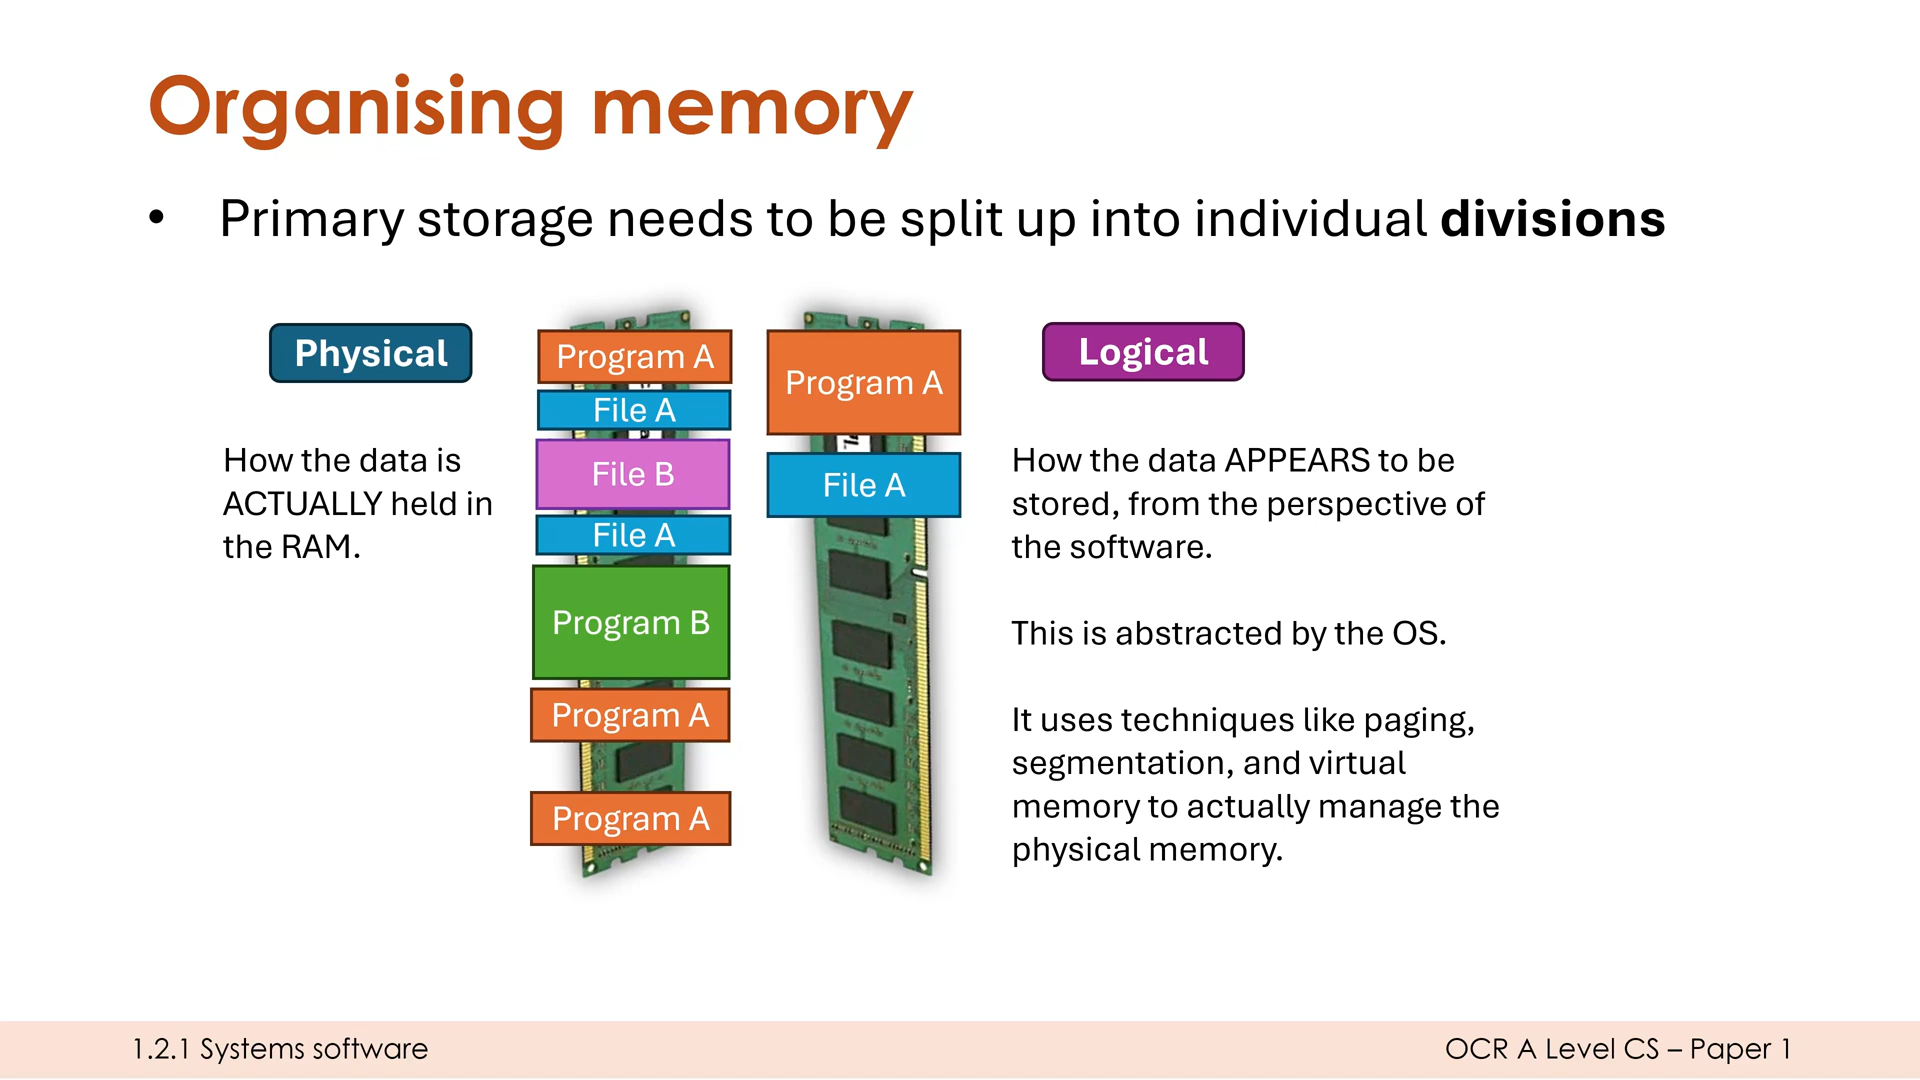 Organising memory
• Primary storage needs to be split up into individual divisions
Physical
How the data is
ACTUALLY held in
the RAM.
Program A
File A
File B
File A
Program B
Program A
Program A
Program A
File A
Logical
How the data APPEARS to be
stored, from the perspective of
the software.
This is abstracted by the OS.
It uses techniques like paging,
segmentation, and virtual
memory to actually manage the
physical memory.
1.2.1 Systems software
OCR A Level CS – Paper 1